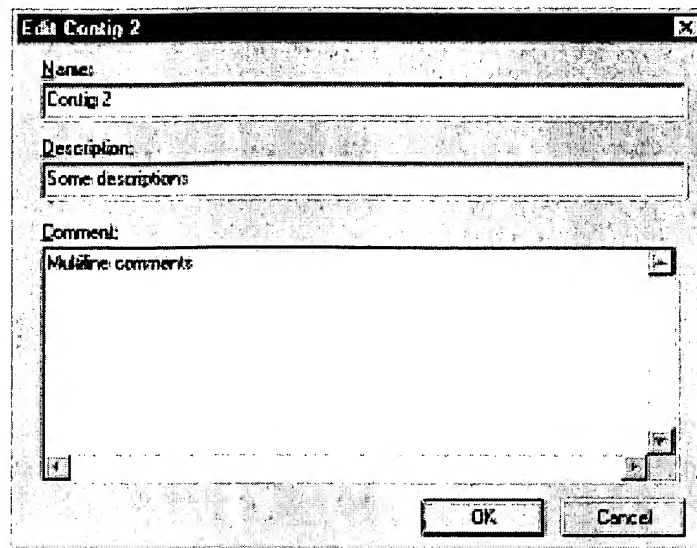 Edit Contig 2
Name:
Contig 2
Description:
Some descriptions
Comment:
Multiline comments
OK
Cancel